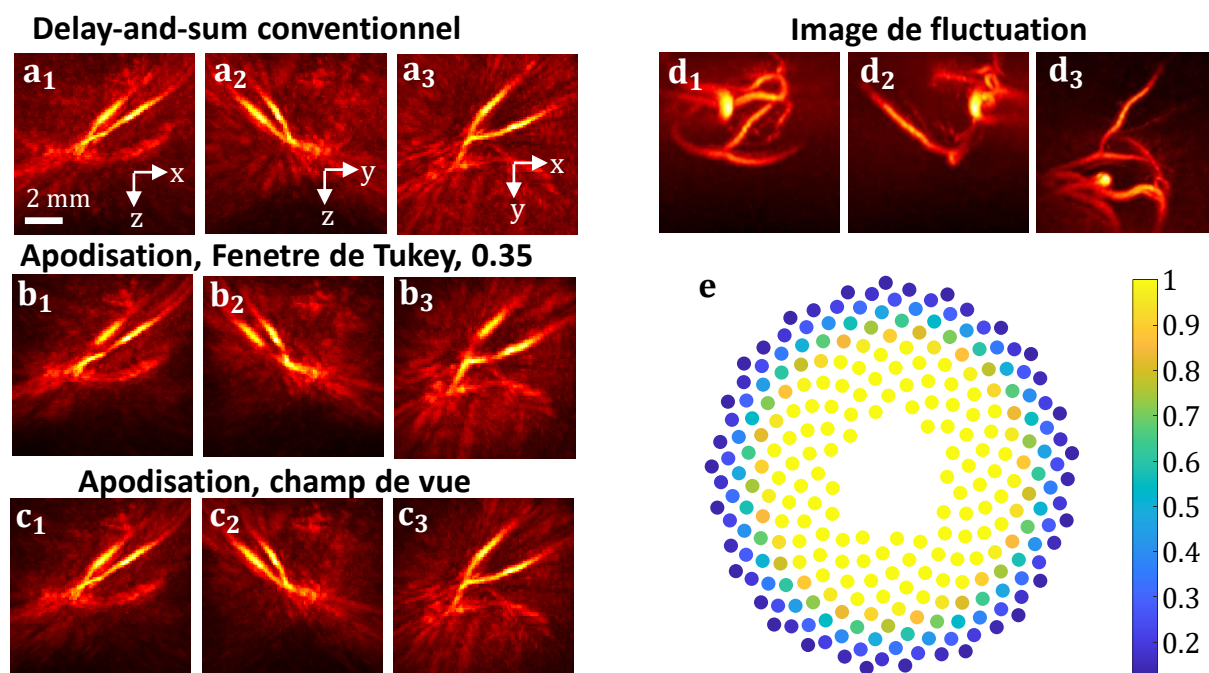 Delay-and-sum conventionnel
a1 a2 a3
x y x
2 mm z z y
Apodisation, Fenetre de Tukey, 0.35
b1 b2 b3
Apodisation, champ de vue
c1 c2 c3
Image de fluctuation
d1 d2 d3
e
1
0.9
0.8
0.7
0.6
0.5
0.4
0.3
0.2